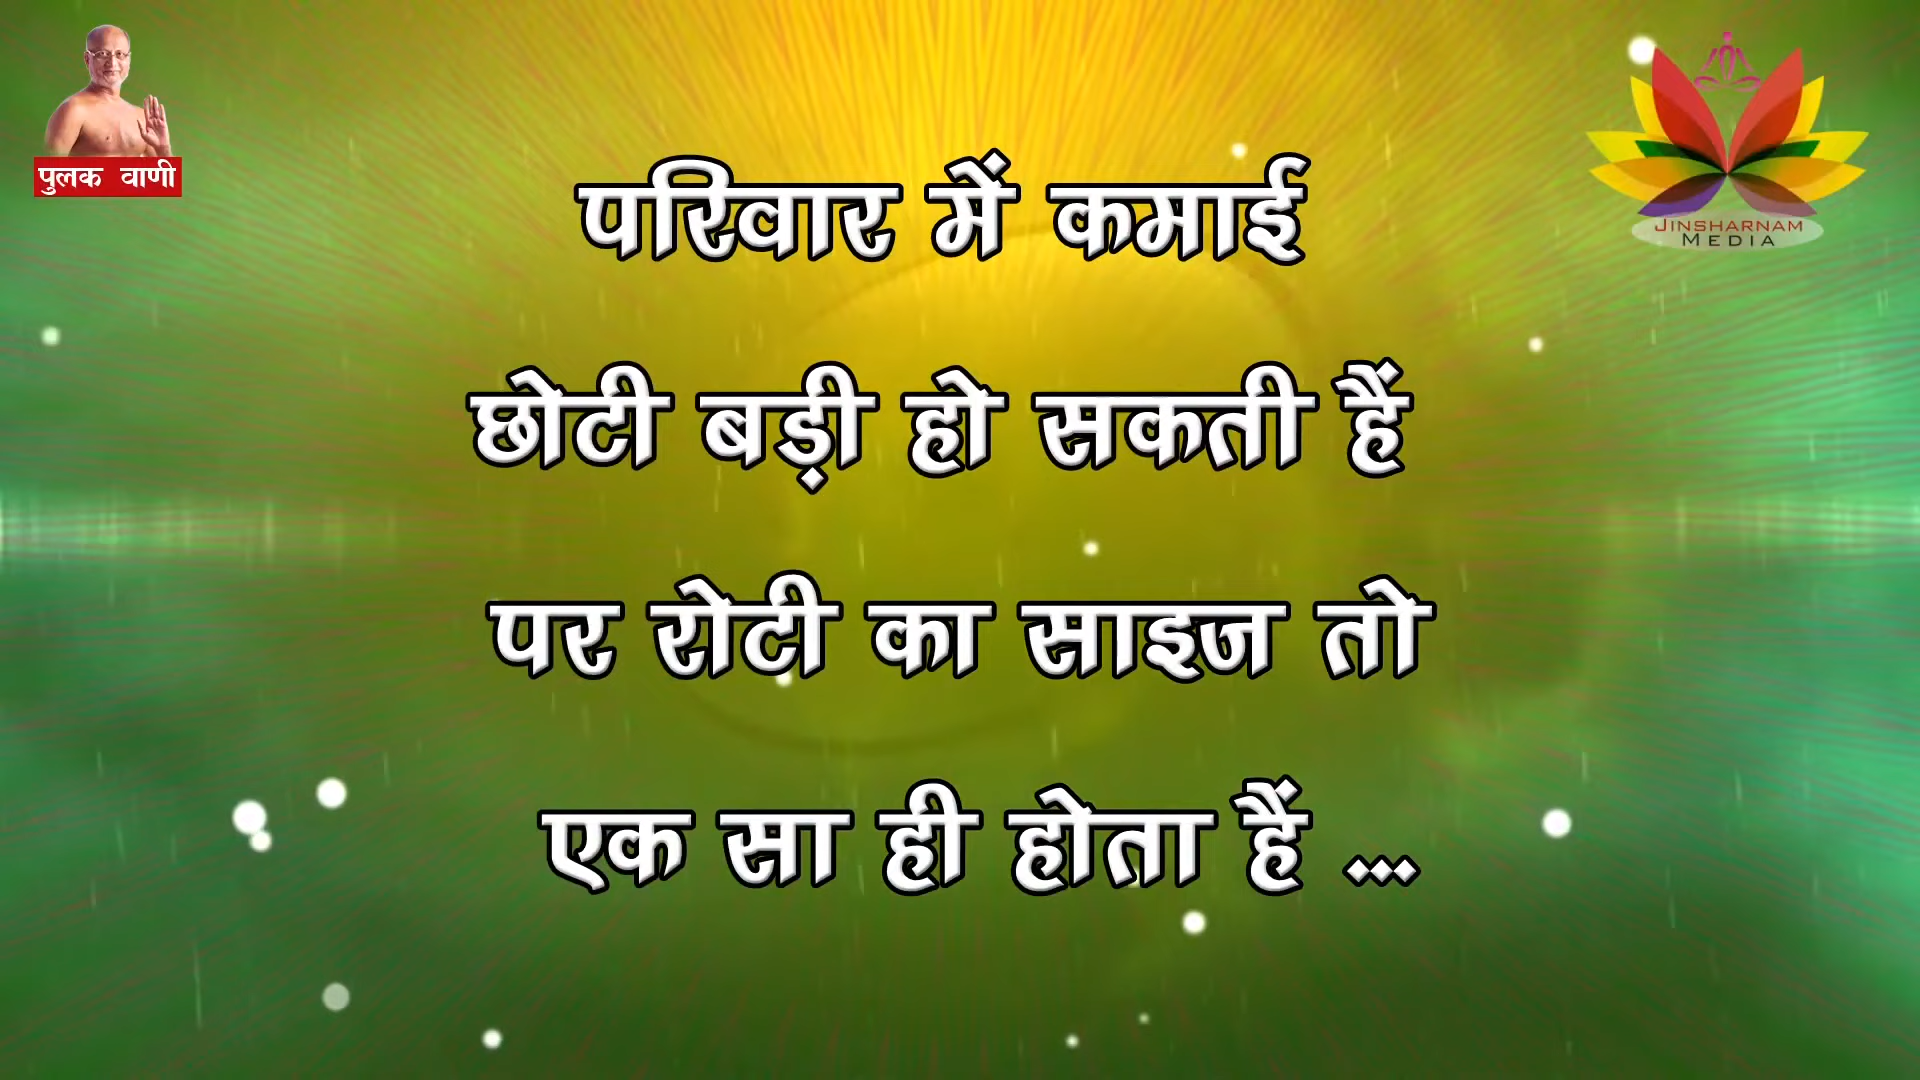 पुलक वाणी
JINSHARNAM
MEDIA
परिवार में कमाई
छोटी बड़ी हो सकती हैं
पर रोटी का साइज तो
एक सा ही होता हैं ...